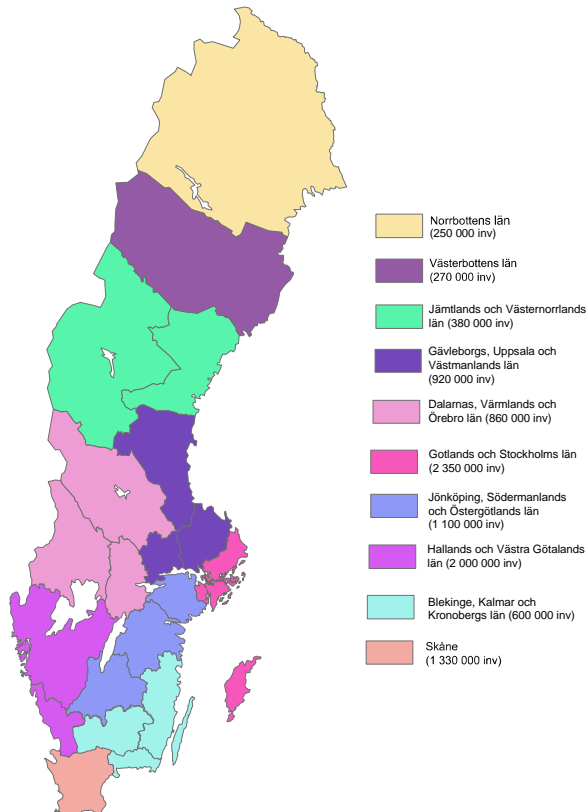 Norrbottens län
(250 000 inv)
Västerbottens län
(270 000 inv)
Jämtlands och Västernorrlands
län (380 000 inv)
Gävleborgs, Uppsala och
Västmanlands län
(920 000 inv)
Dalarnas, Värmlands och
Örebro län (860 000 inv)
Gotlands och Stockholms län
(2 350 000 inv)
Jönköping, Södermanlands
och Östergötlands län
(1 100 000 inv)
Hallands och Västra Götalands
län (2 000 000 inv)
Blekinge, Kalmar och
Kronobergs län (600 000 inv)
Skåne
(1 330 000 inv)